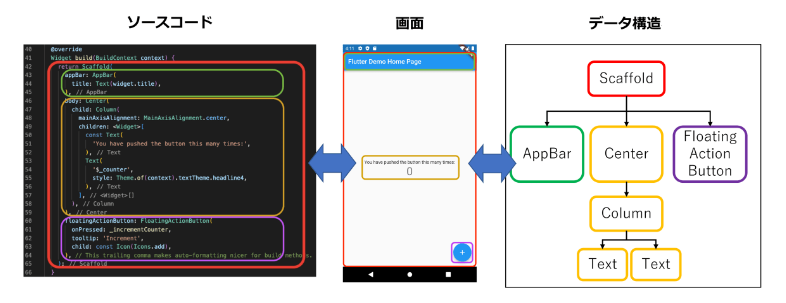 ソースコード
画面
データ構造
40 @override
41 Widget build(BuildContext context) {
42 return Scaffold(
43 appBar: AppBar(
44 title: Text(widget.title),
45 ), // AppBar
46 body: Center(
47 child: Column(
48 mainAxisAlignment: MainAxisAlignment.center,
49 children: <Widget>[
50 const Text(
51 'You have pushed the button this many times:',
52 ), // Text
53 Text(
54 '$_counter',
55 style: Theme.of(context).textTheme.headline4,
56 ), // Text
57 ], // <Widget>[]
58 ), // Column
59 ), // Center
60 floatingActionButton: FloatingActionButton(
61 onPressed: _incrementCounter,
62 tooltip: 'Increment',
63 child: const Icon(Icons.add),
64 ), // This trailing comma makes auto-formatting nicer for build methods.
65 ); // Scaffold
66 }
Flutter Demo Home Page
You have pushed the button this many times:
0
+
Scaffold
AppBar
Center
Floating
Action
Button
Column
Text
Text